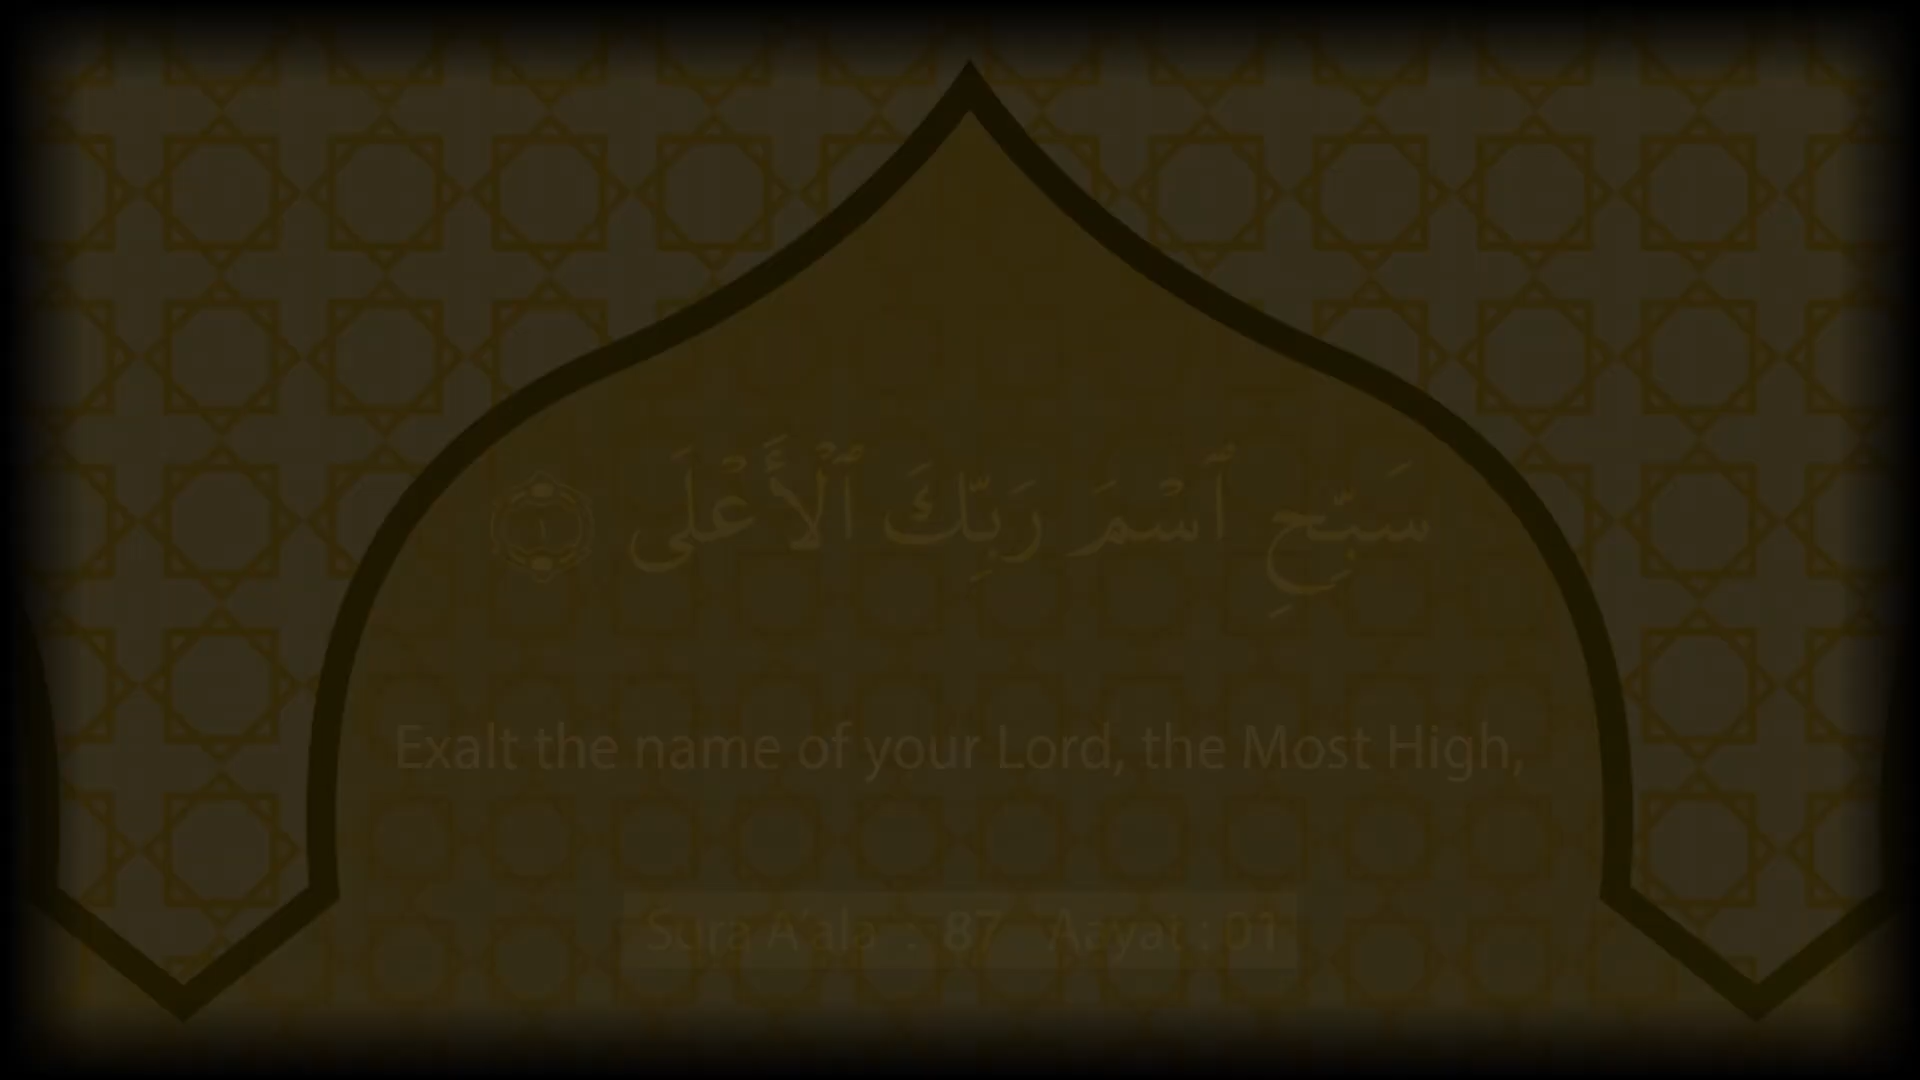 سَبِّحِ ٱسْمَ رَبِّكَ ٱلْأَعْلَى ١
Exalt the name of your Lord, the Most High,
Sura A'ala : 87 Aayat : 01